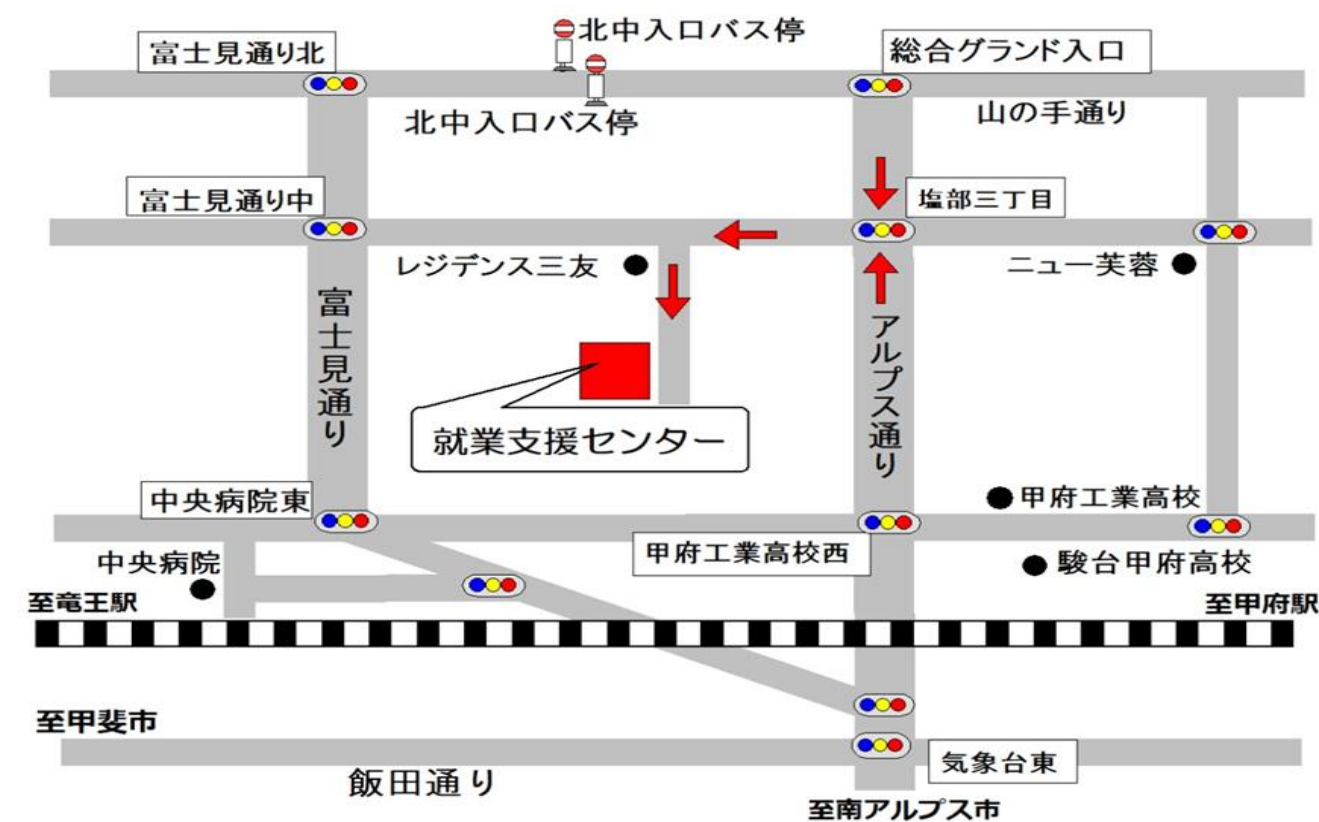 北中入口バス停
富士見通り北
総合グランド入口
北中入口バス停
山の手通り
富士見通り中
塩部三丁目
レジデンス三友
ニュー芙蓉
富士見通り
アルプス通り
就業支援センター
中央病院東
甲府工業高校
甲府工業高校西
中央病院
駿台甲府高校
至竜王駅
至甲府駅
至甲斐市
気象台東
飯田通り
至南アルプス市